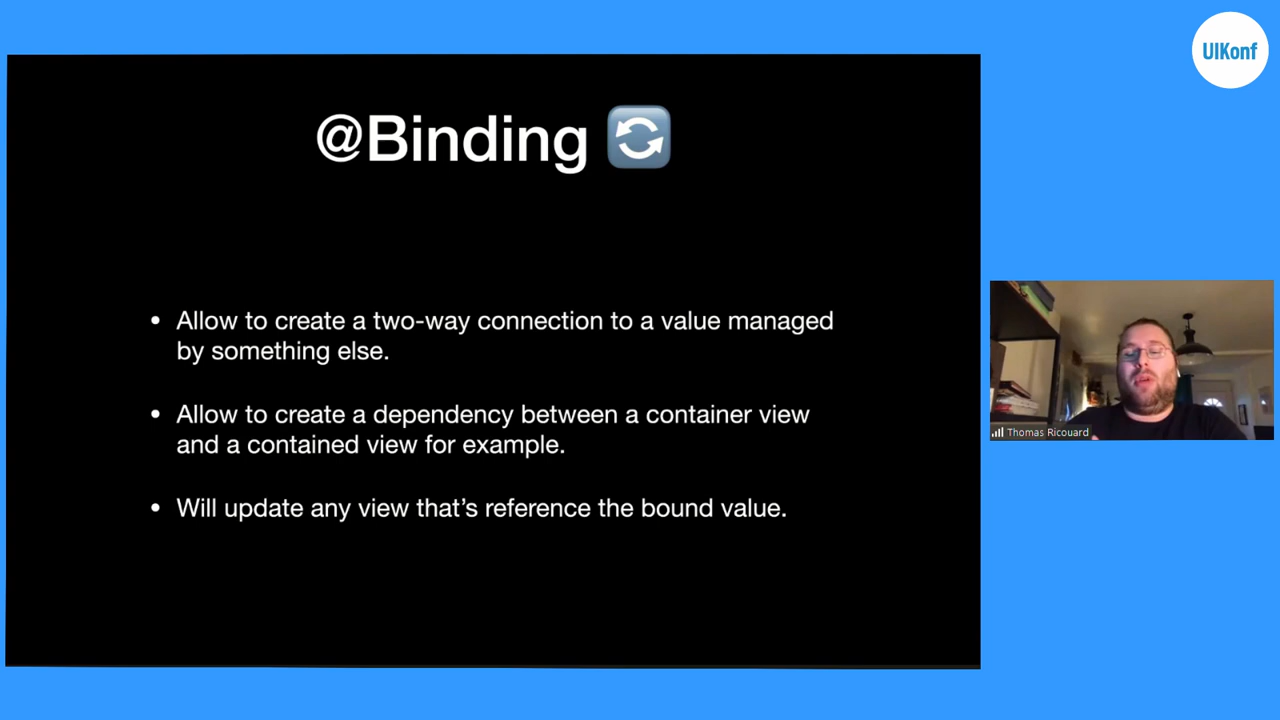 UIKonf
@Binding
• Allow to create a two-way connection to a value managed
by something else.
• Allow to create a dependency between a container view
and a contained view for example.
• Will update any view that's reference the bound value.
Thomas Ricouard